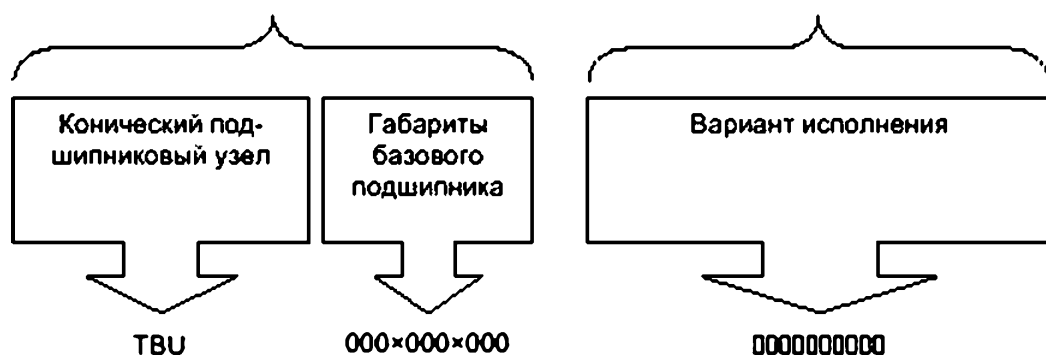 Конический под-
шипниковый узел
Габариты
базового
подшипника
Вариант исполнения
TBU
000×000×000
0000000000